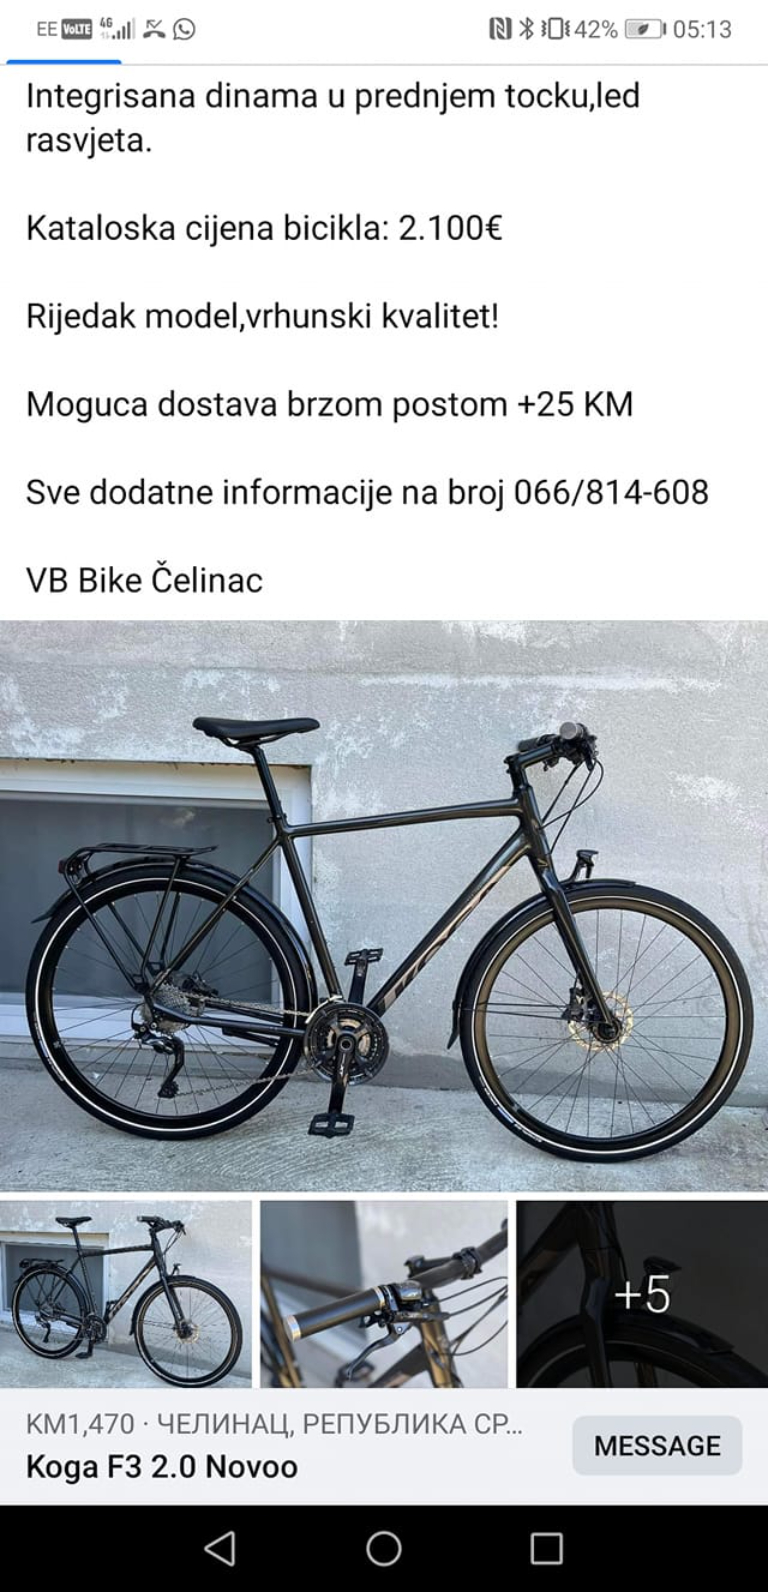 EE VoLTE 4G 42% 05:13
Integrisana dinama u prednjem tocku,led
rasvjeta.
Kataloska cijena bicikla: 2.100€
Rijedak model,vrhunski kvalitet!
Moguca dostava brzom postom +25 KM
Sve dodatne informacije na broj 066/814-608
VB Bike Čelinac
KOGA
+5
KM1,470 · ЧЕЛИНАЦ, РЕПУБЛИКА СР...
MESSAGE
Koga F3 2.0 Novoo